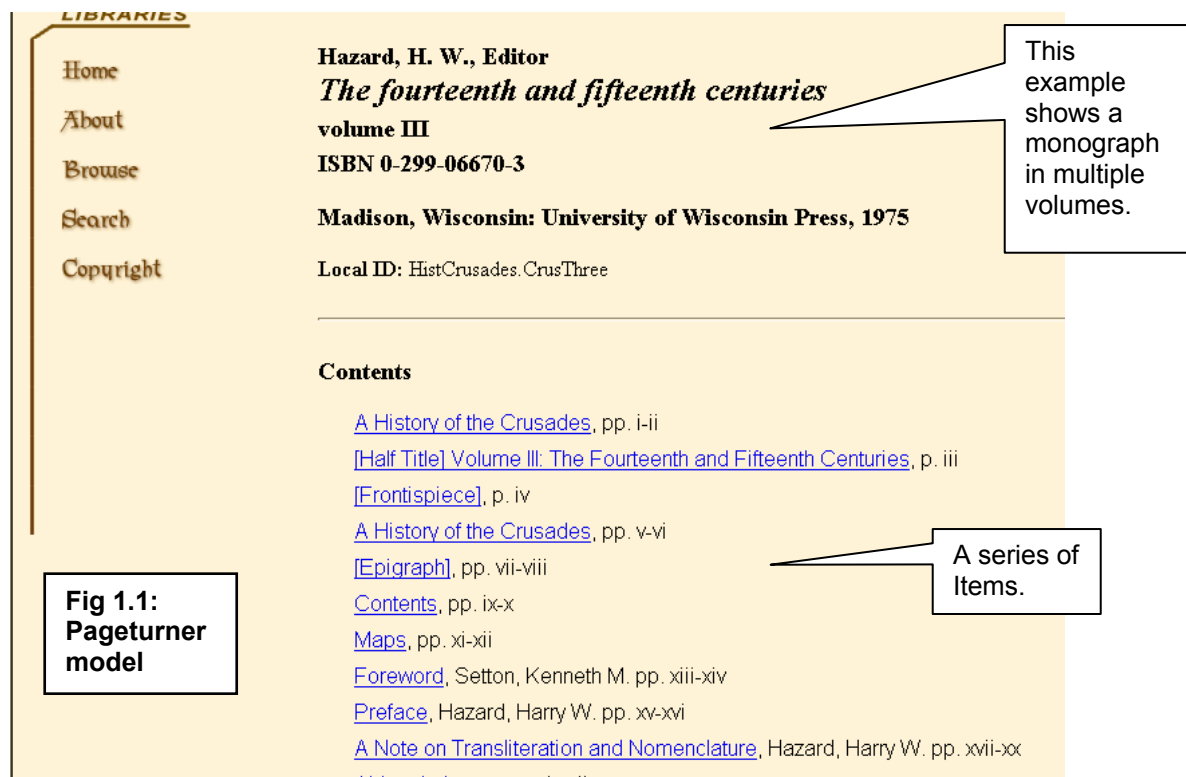 LIBRARIES
Home
About
Browse
Search
Copyright
Hazard, H. W., Editor
The fourteenth and fifteenth centuries
volume III
ISBN 0-299-06670-3
Madison, Wisconsin: University of Wisconsin Press, 1975
Local ID: HistCrusades.CrusThree
This
example
shows a
monograph
in multiple
volumes.
Contents
A History of the Crusades, pp. i-ii
[Half Title] Volume III: The Fourteenth and Fifteenth Centuries, p. iii
[Frontispiece], p. iv
A History of the Crusades, pp. v-vi
[Epigraph], pp. vii-viii
Contents, pp. ix-x
Maps, pp. xi-xii
Foreword, Setton, Kenneth M. pp. xiii-xiv
Preface, Hazard, Harry W. pp. xv-xvi
A Note on Transliteration and Nomenclature, Hazard, Harry W. pp. xvii-xx
A series of
Items.
Fig 1.1:
Pageturner
model